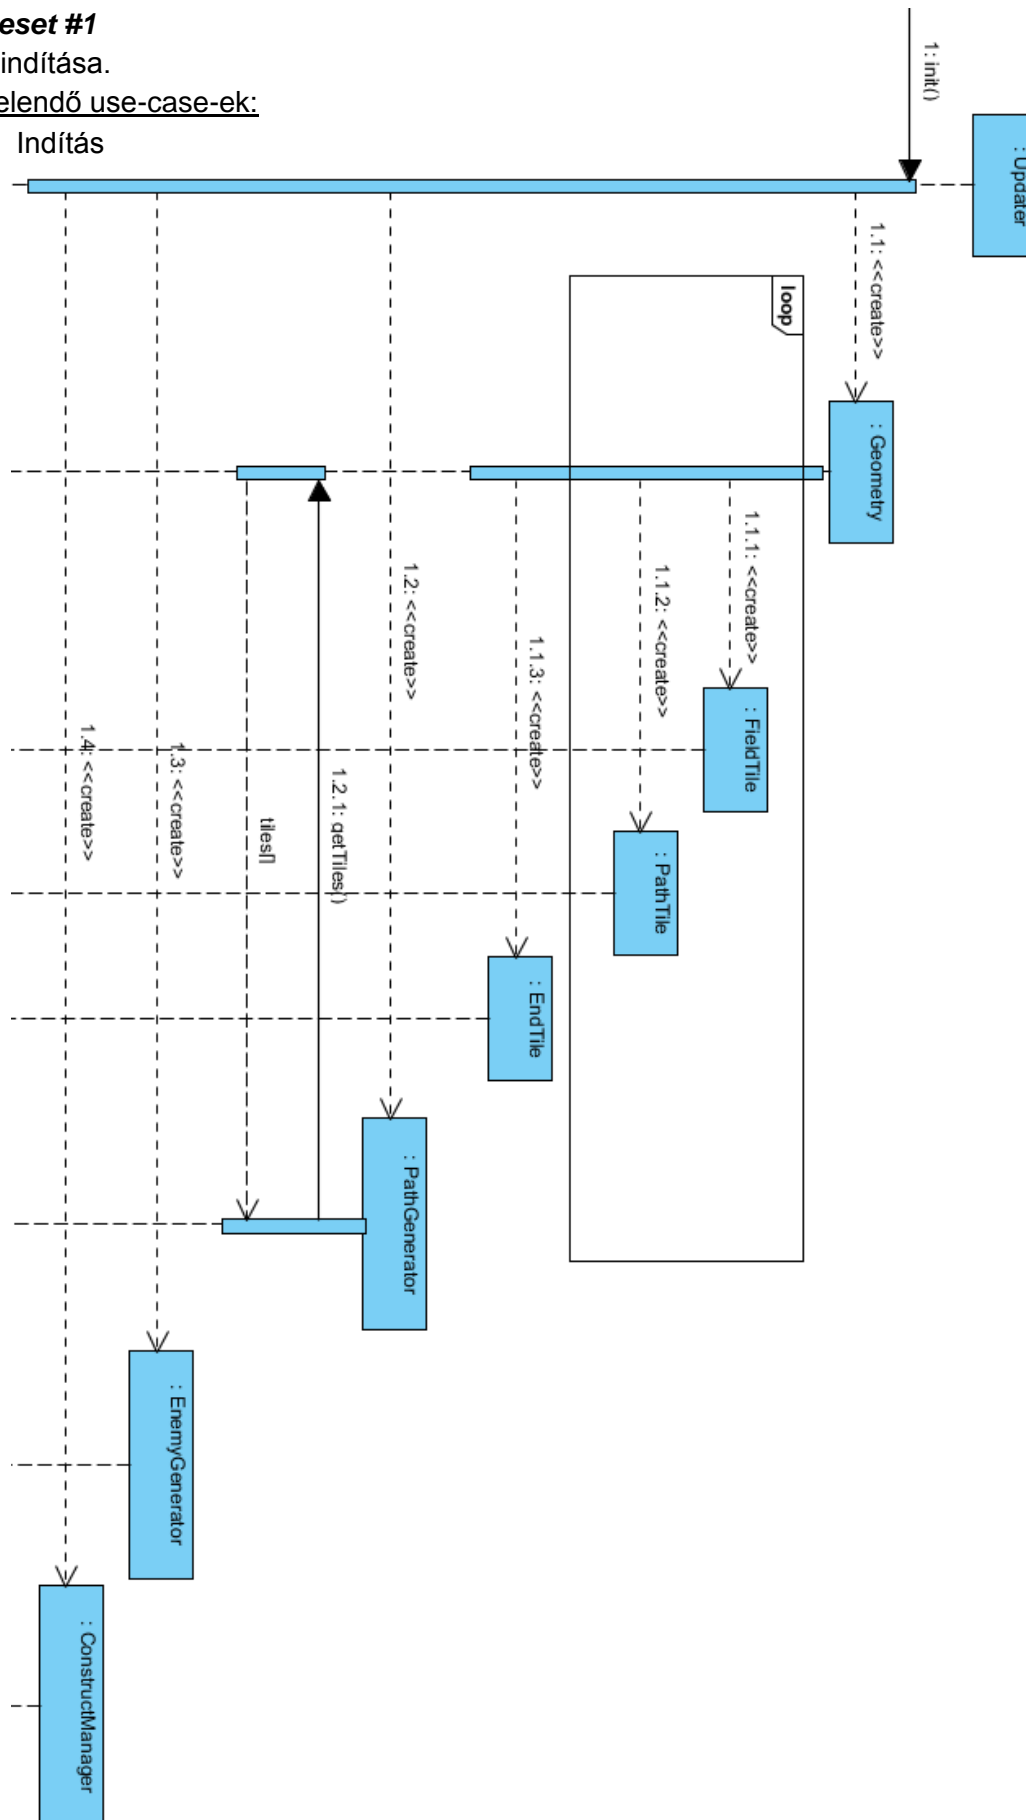 eset #1
indítása.
elendő use-case-ek:
Indítás
1: init()
: Updater
1.1: <<create>>
loop
: Geometry
1.1.1: <<create>>
: FieldTile
1.1.2: <<create>>
: PathTile
1.1.3: <<create>>
: EndTile
1.2: <<create>>
: PathGenerator
1.2.1: getTiles()
tiles[]
1.3: <<create>>
: EnemyGenerator
1.4: <<create>>
: ConstructManager